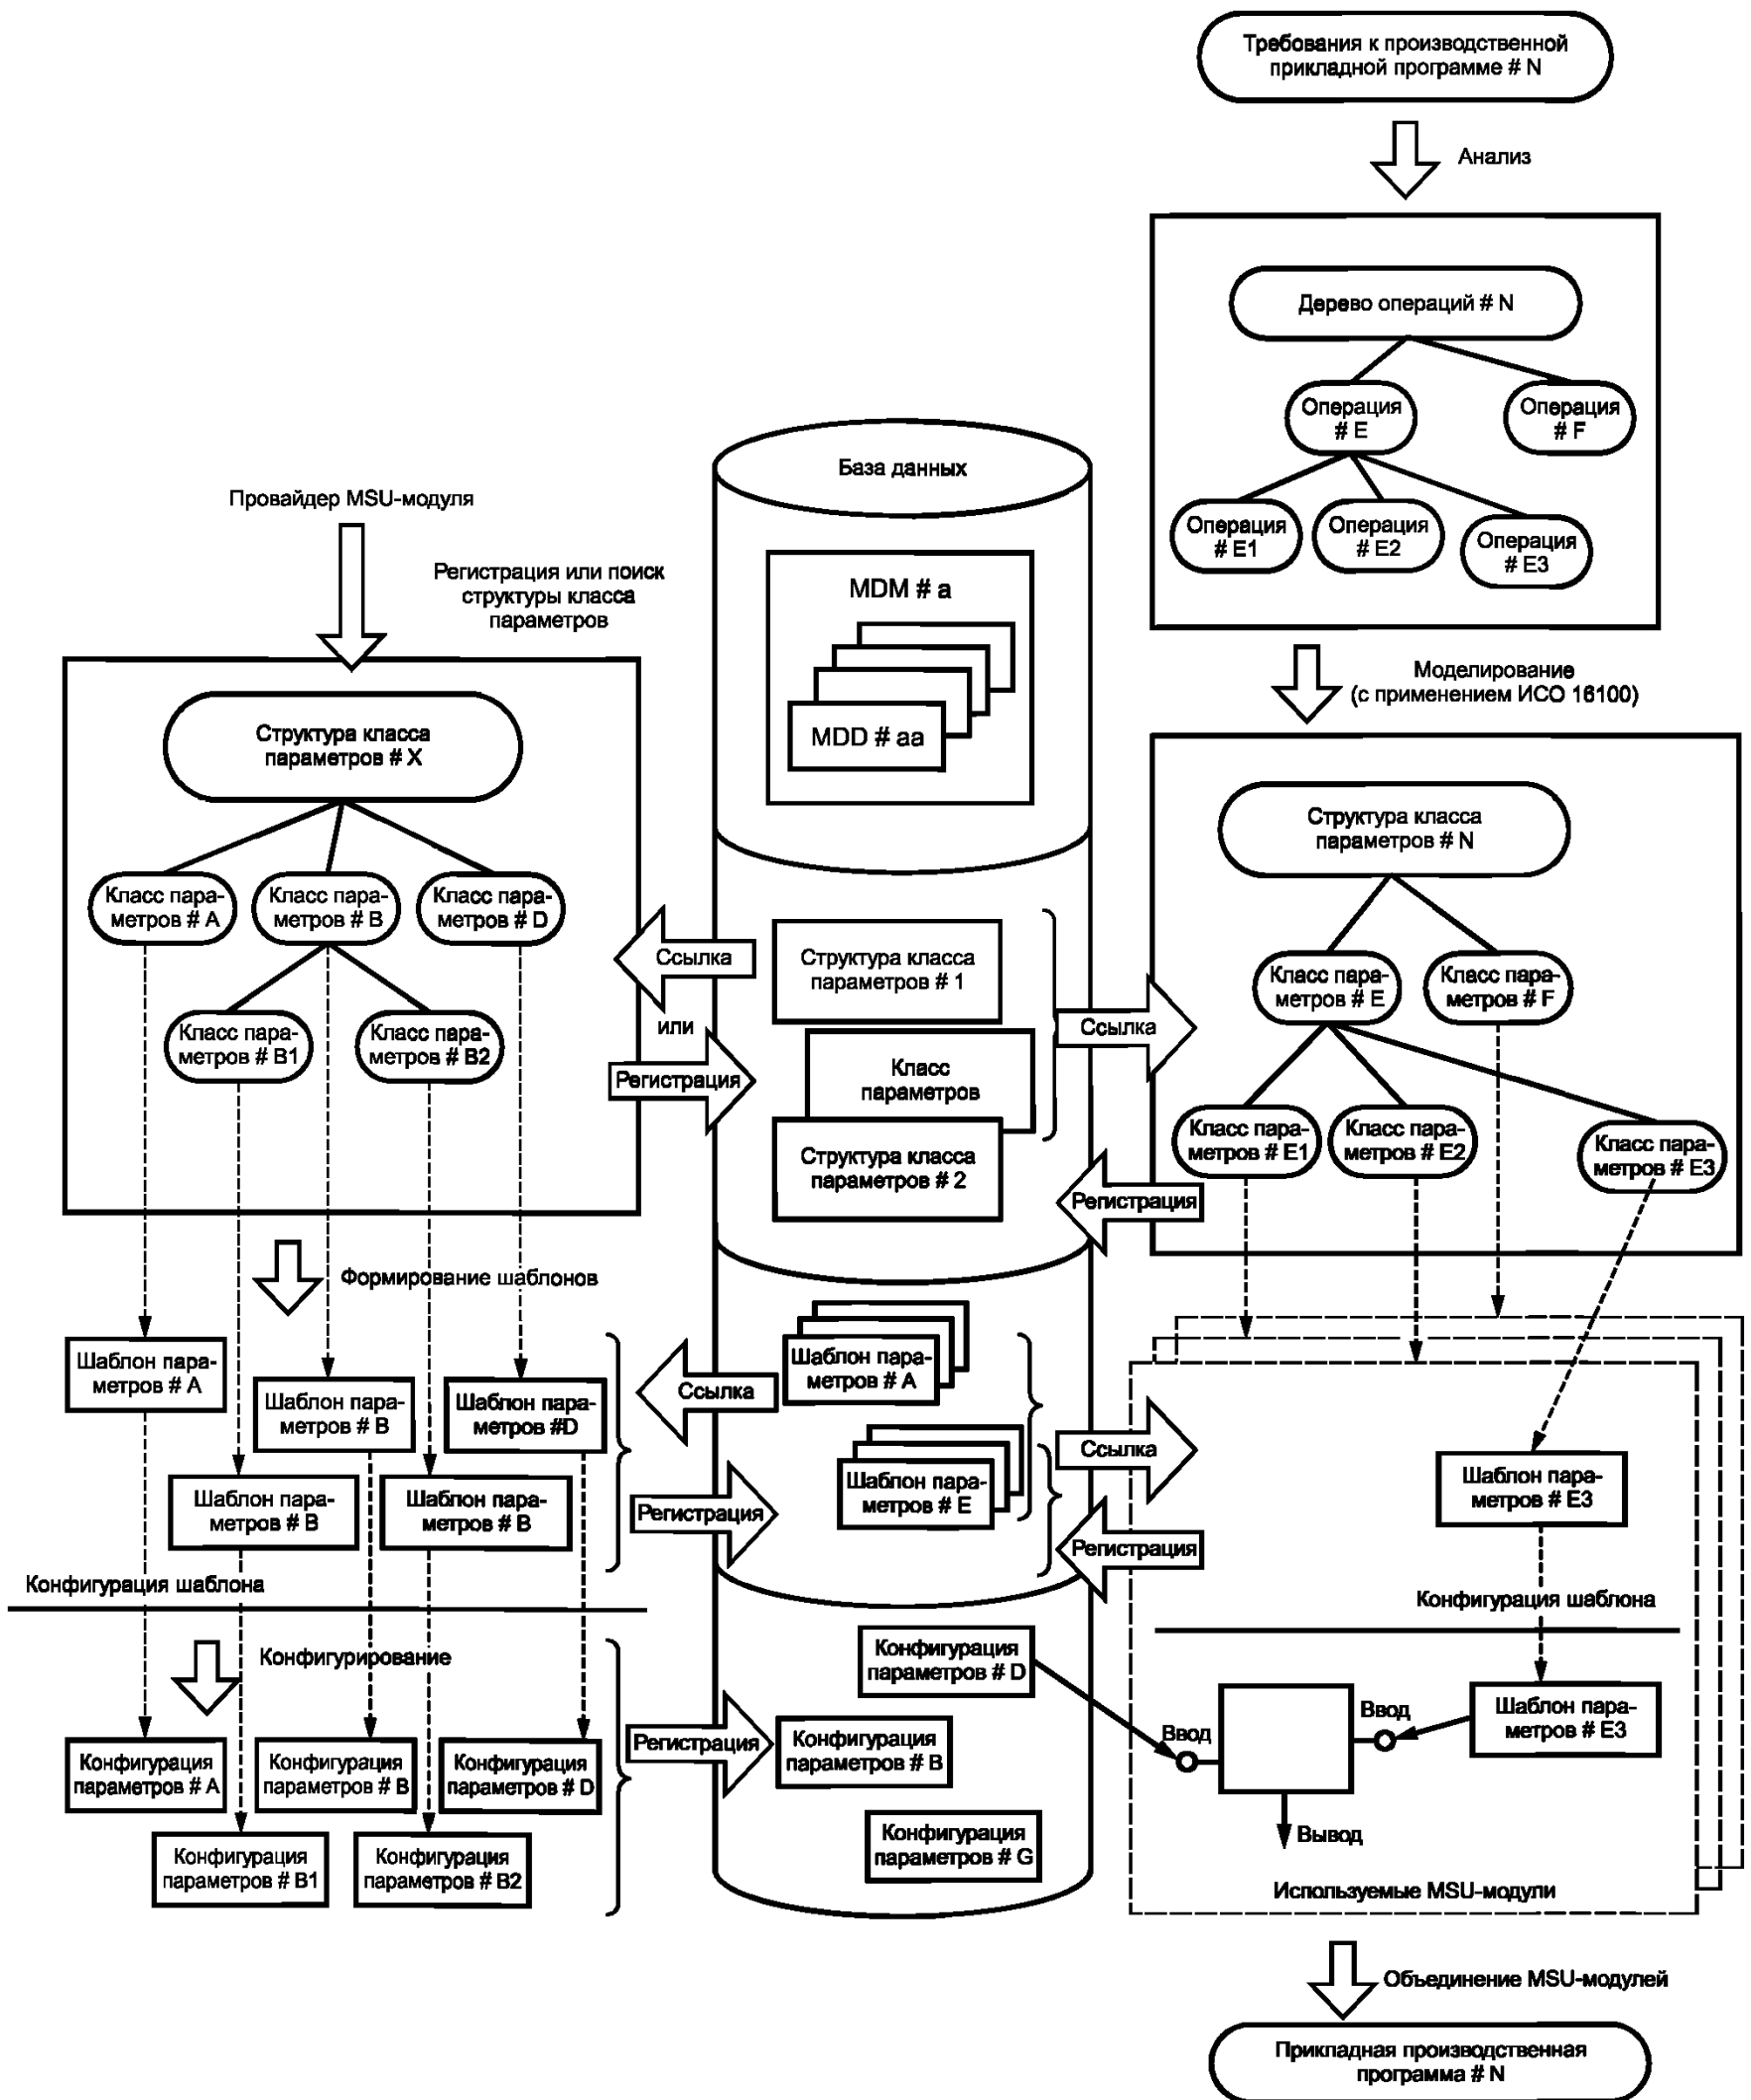 Требования к производственной
прикладной программе # N
Анализ
Дерево операций # N
Операция
# E
Операция
# F
Операция
# E1
Операция
# E2
Операция
# E3
База данных
Провайдер MSU-модуля
Регистрация или поиск
структуры класса
параметров
MDM # a
MDD # aa
Моделирование
(с применением ИСО 16100)
Структура класса
параметров # X
Класс пара-
метров # A
Класс пара-
метров # B
Класс пара-
метров # D
Класс пара-
метров # B1
Класс пара-
метров # B2
Ссылка
или
Регистрация
Структура класса
параметров # 1
Класс
параметров
Структура класса
параметров # 2
Ссылка
Регистрация
Структура класса
параметров # N
Класс пара-
метров # E
Класс пара-
метров # F
Класс пара-
метров # E1
Класс пара-
метров # E2
Класс пара-
метров # E3
Формирование шаблонов
Шаблон пара-
метров # A
Шаблон пара-
метров # B
Шаблон пара-
метров #D
Шаблон пара-
метров # B
Шаблон пара-
метров # B
Ссылка
Регистрация
Шаблон пара-
метров # A
Шаблон пара-
метров # E
Ссылка
Регистрация
Шаблон пара-
метров # E3
Конфигурация шаблона
Конфигурация шаблона
Конфигурирование
Конфигурация
параметров # A
Конфигурация
параметров # B
Конфигурация
параметров # D
Конфигурация
параметров # B1
Конфигурация
параметров # B2
Регистрация
Конфигурация
параметров # D
Конфигурация
параметров # B
Конфигурация
параметров # G
Ввод
Ввод
Шаблон пара-
метров # E3
Вывод
Используемые MSU-модули
Объединение MSU-модулей
Прикладная производственная
программа # N